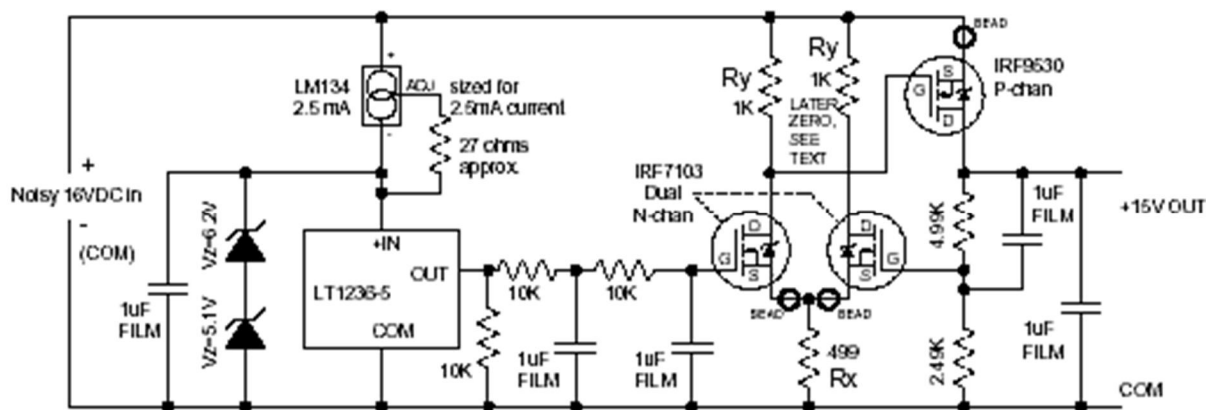 BEAD
LM134
2.5 mA
+
ADJ
-
sized for
2.5mA current
27 ohms
approx.
Ry
1K
Ry
1K
LATER
ZERO,
SEE
TEXT
G
S
D
IRF9530
P-chan
+
Noisy 16VDC in
-
(COM)
1uF
FILM
Vz=6.2V
Vz=5.1V
+IN
OUT
LT1236-5
COM
10K
10K
10K
1uF
FILM
1uF
FILM
IRF7103
Dual
N-chan
D
G
S
D
G
S
BEAD
BEAD
499
Rx
4.99K
2.49K
1uF
FILM
1uF
FILM
+15V OUT
COM